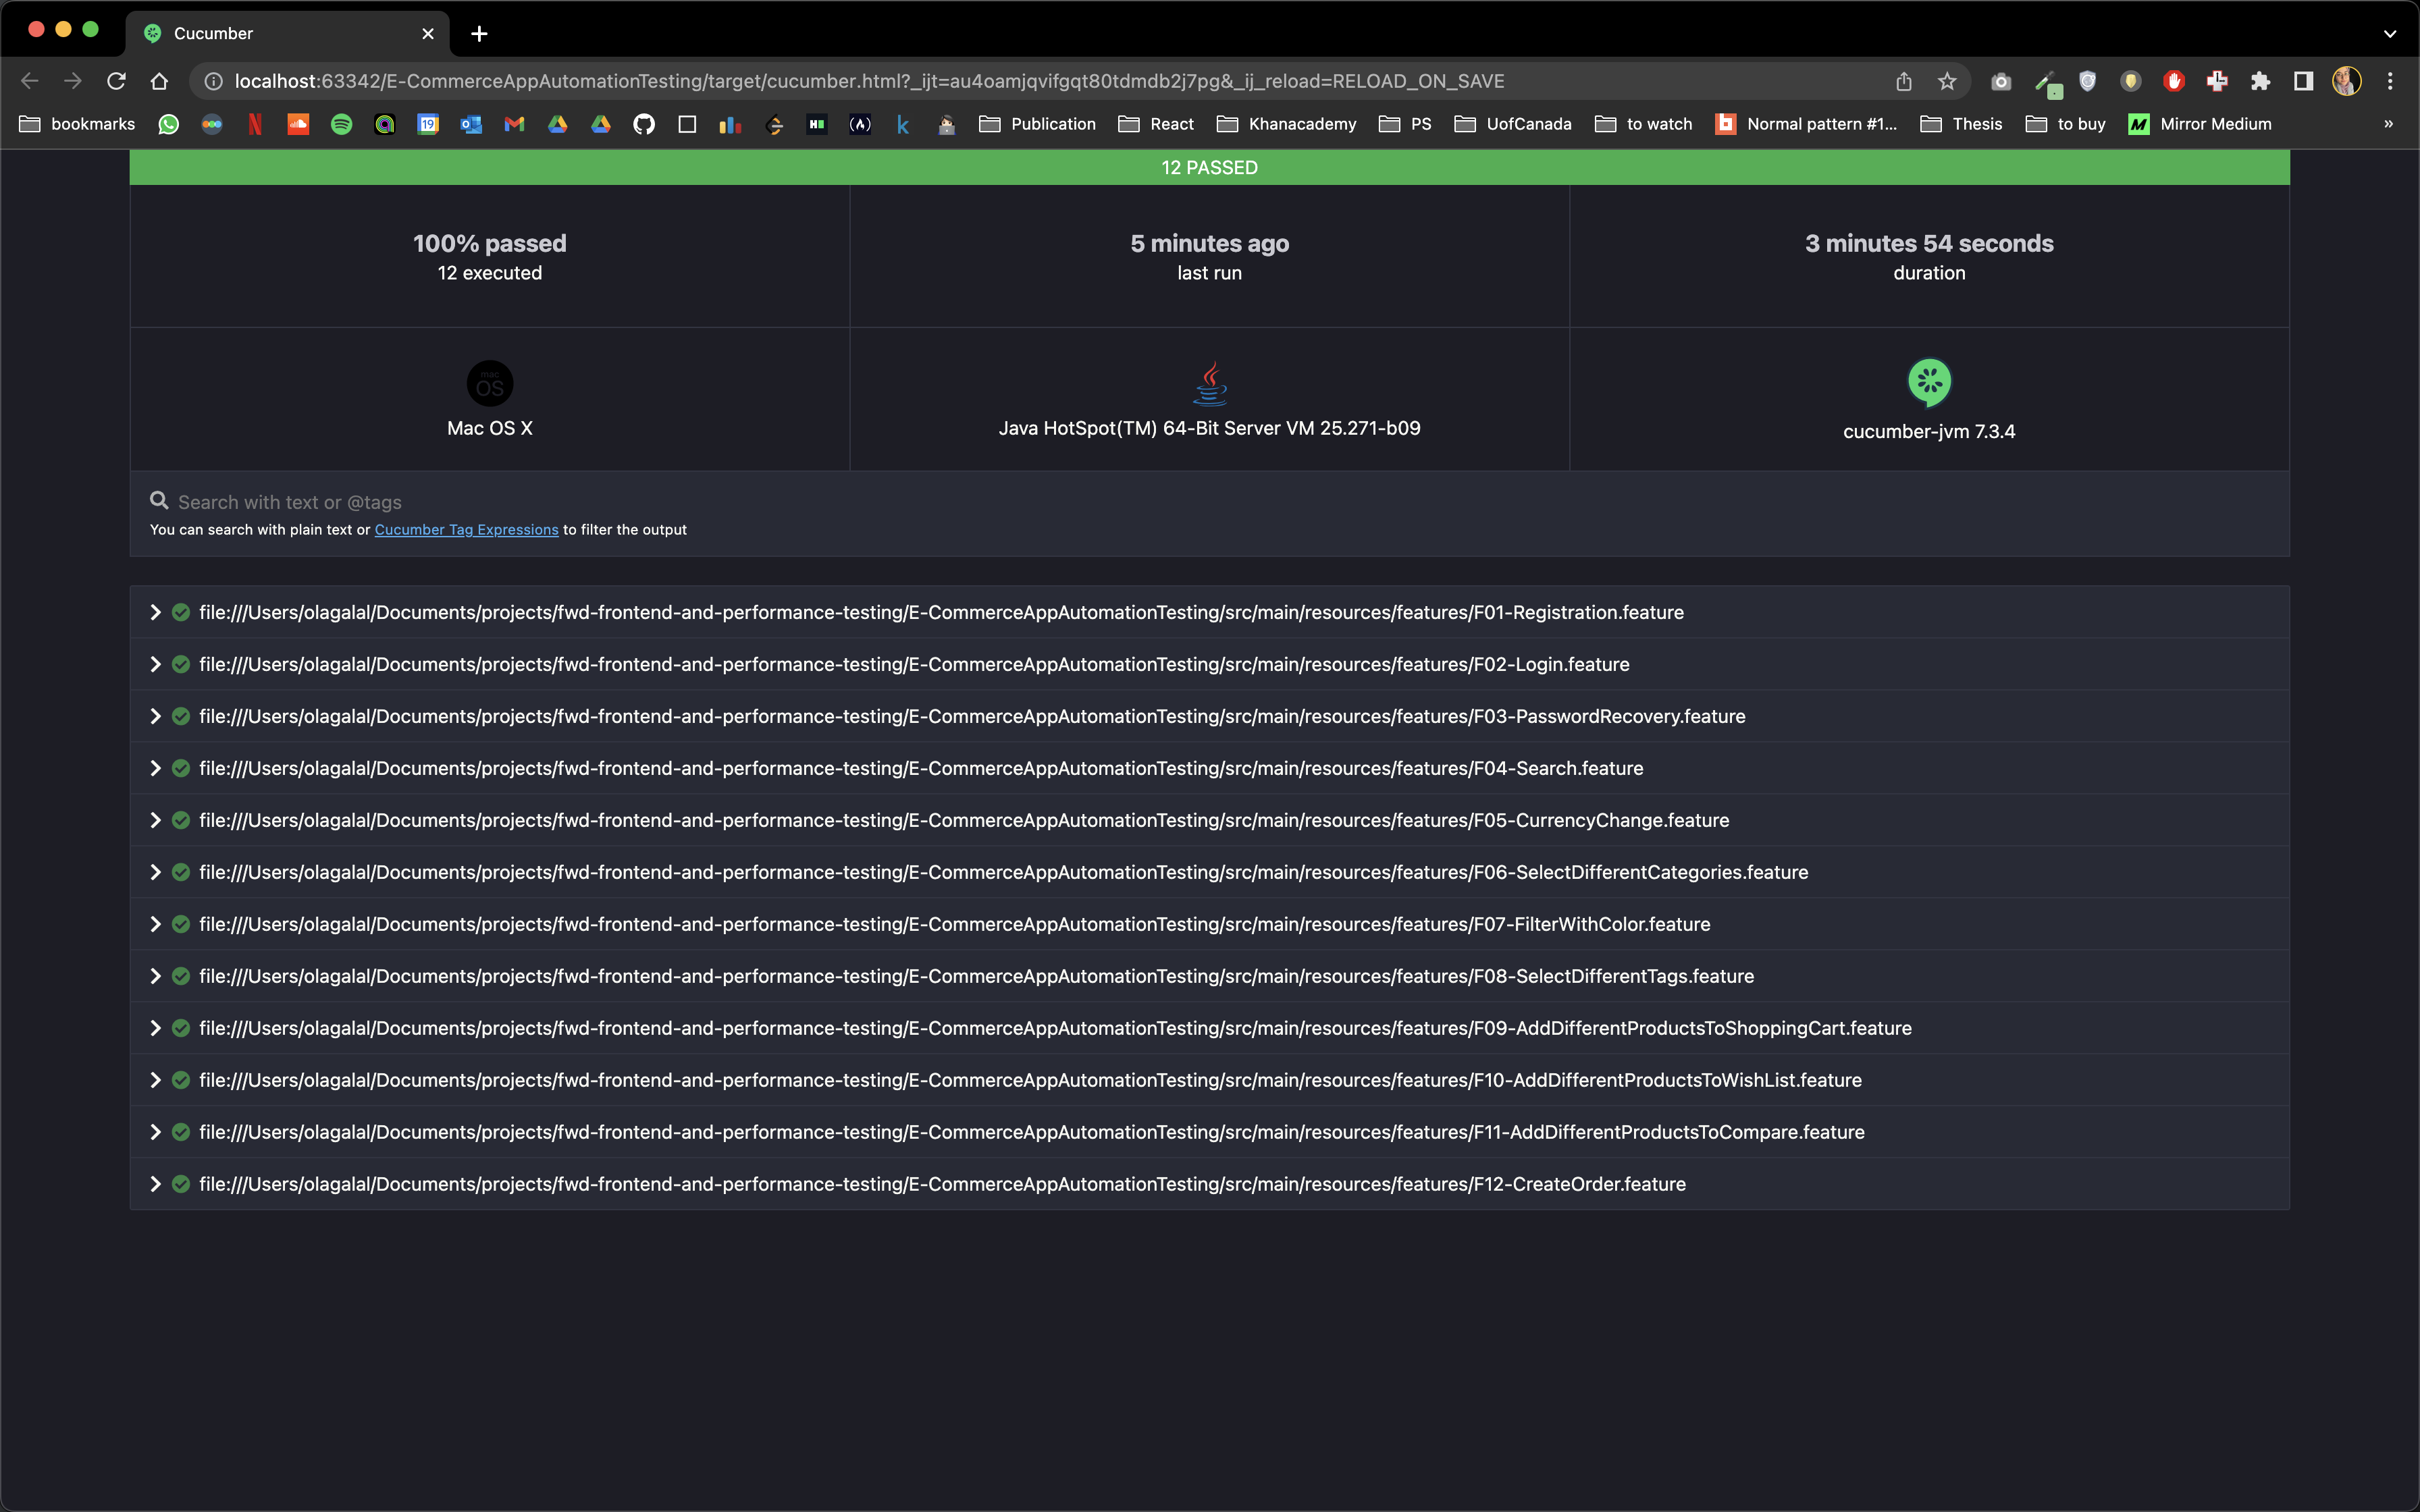 Cucumber
localhost:63342/E-CommerceAppAutomationTesting/target/cucumber.html?_ijt=au4oamjqvifgqt80tdmdb2j7pg&_ij_reload=RELOAD_ON_SAVE
bookmarks 19 Publication React Khanacademy PS UofCanada to watch Normal pattern #1... Thesis to buy Mirror Medium »
12 PASSED
100% passed 5 minutes ago 3 minutes 54 seconds
12 executed last run duration
mac
OS
Mac OS X Java HotSpot(TM) 64-Bit Server VM 25.271-b09 cucumber-jvm 7.3.4
Search with text or @tags
You can search with plain text or Cucumber Tag Expressions to filter the output
file:///Users/olagalal/Documents/projects/fwd-frontend-and-performance-testing/E-CommerceAppAutomationTesting/src/main/resources/features/F01-Registration.feature
file:///Users/olagalal/Documents/projects/fwd-frontend-and-performance-testing/E-CommerceAppAutomationTesting/src/main/resources/features/F02-Login.feature
file:///Users/olagalal/Documents/projects/fwd-frontend-and-performance-testing/E-CommerceAppAutomationTesting/src/main/resources/features/F03-PasswordRecovery.feature
file:///Users/olagalal/Documents/projects/fwd-frontend-and-performance-testing/E-CommerceAppAutomationTesting/src/main/resources/features/F04-Search.feature
file:///Users/olagalal/Documents/projects/fwd-frontend-and-performance-testing/E-CommerceAppAutomationTesting/src/main/resources/features/F05-CurrencyChange.feature
file:///Users/olagalal/Documents/projects/fwd-frontend-and-performance-testing/E-CommerceAppAutomationTesting/src/main/resources/features/F06-SelectDifferentCategories.feature
file:///Users/olagalal/Documents/projects/fwd-frontend-and-performance-testing/E-CommerceAppAutomationTesting/src/main/resources/features/F07-FilterWithColor.feature
file:///Users/olagalal/Documents/projects/fwd-frontend-and-performance-testing/E-CommerceAppAutomationTesting/src/main/resources/features/F08-SelectDifferentTags.feature
file:///Users/olagalal/Documents/projects/fwd-frontend-and-performance-testing/E-CommerceAppAutomationTesting/src/main/resources/features/F09-AddDifferentProductsToShoppingCart.feature
file:///Users/olagalal/Documents/projects/fwd-frontend-and-performance-testing/E-CommerceAppAutomationTesting/src/main/resources/features/F10-AddDifferentProductsToWishList.feature
file:///Users/olagalal/Documents/projects/fwd-frontend-and-performance-testing/E-CommerceAppAutomationTesting/src/main/resources/features/F11-AddDifferentProductsToCompare.feature
file:///Users/olagalal/Documents/projects/fwd-frontend-and-performance-testing/E-CommerceAppAutomationTesting/src/main/resources/features/F12-CreateOrder.feature